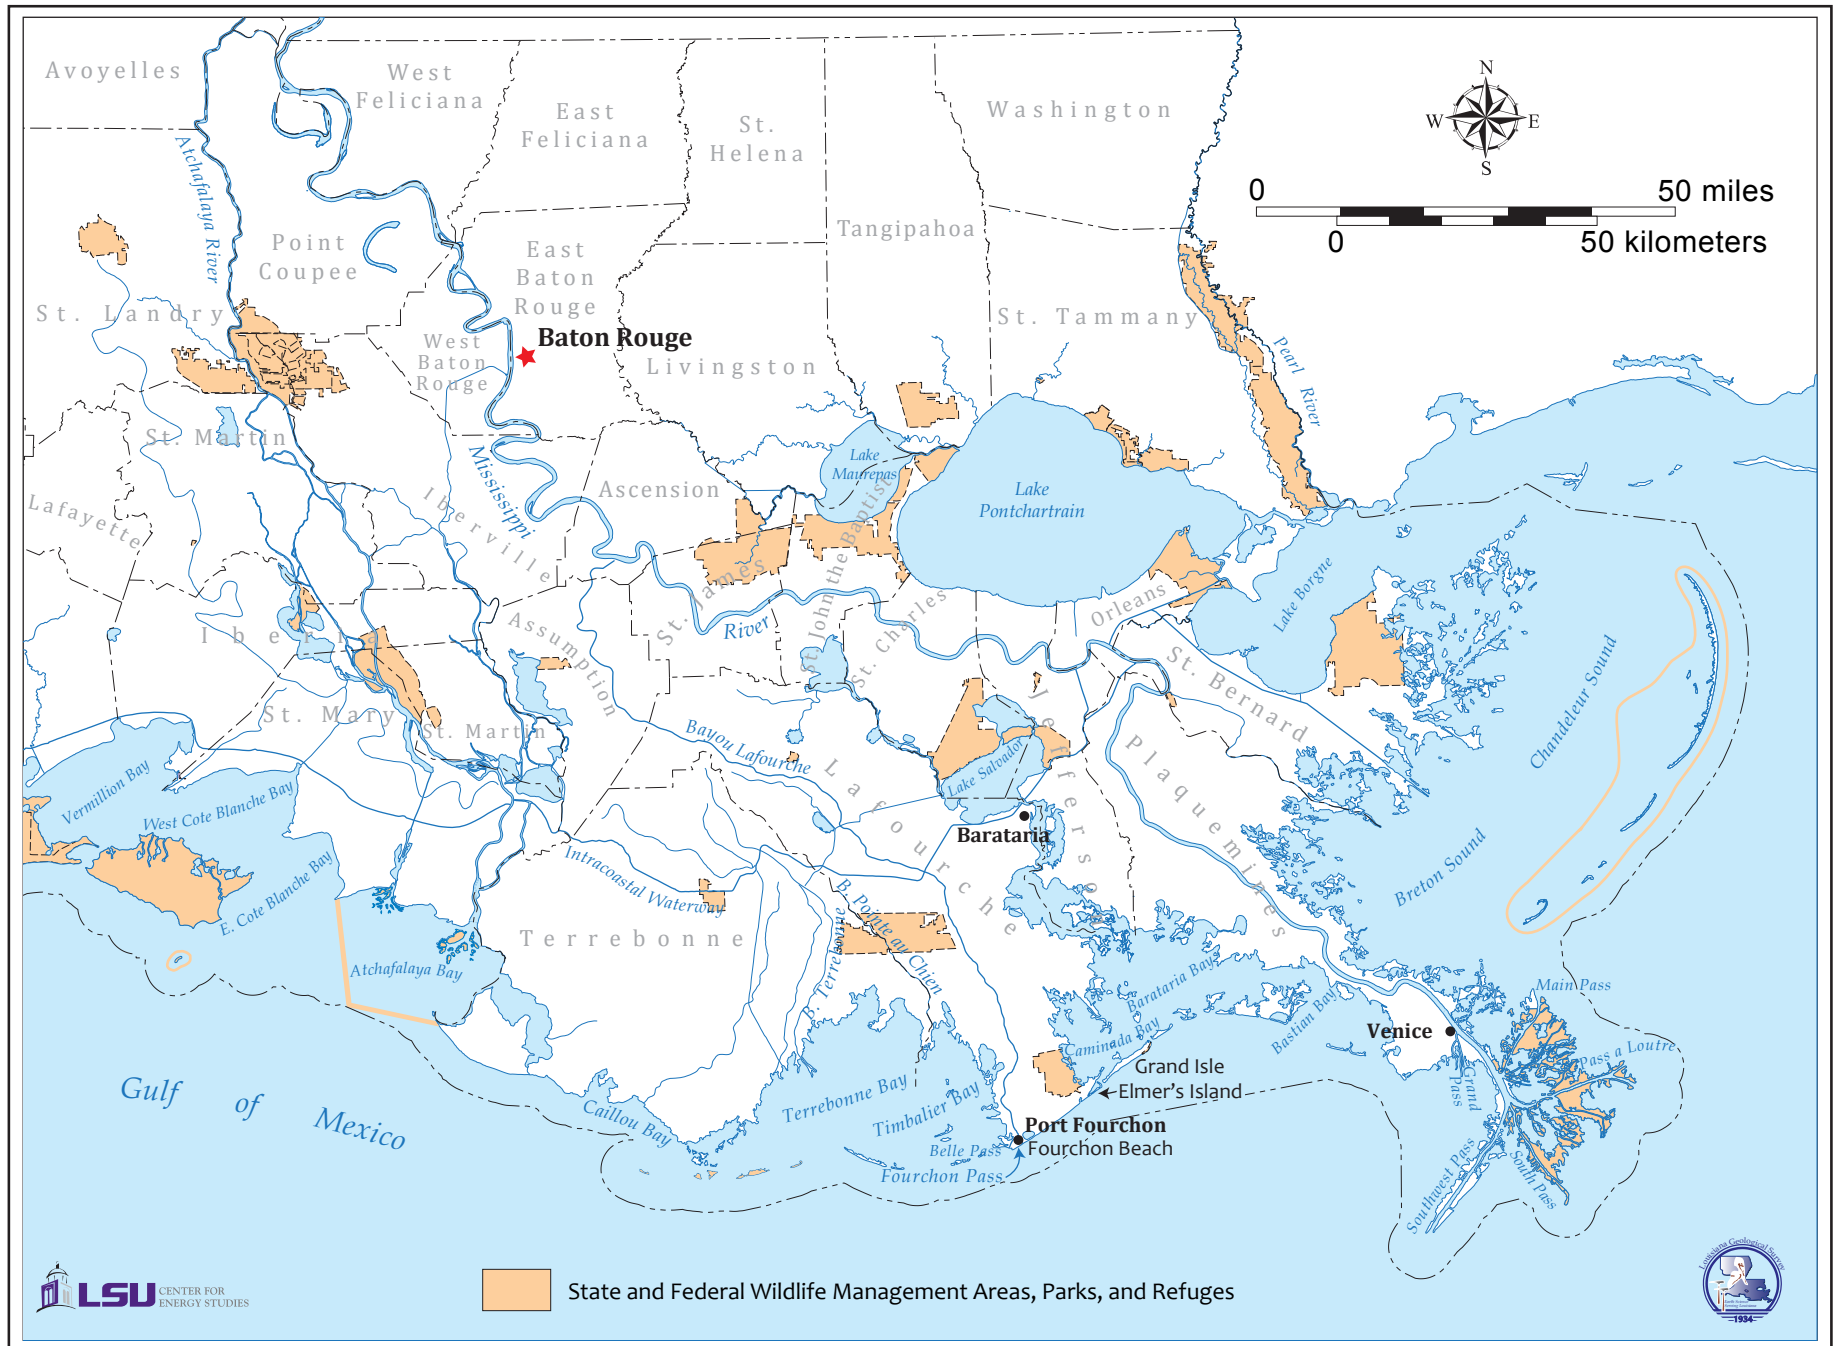 Avoyelles
West
Feliciana
East
Feliciana
St.
Helena
Washington
N
W
E
S
0
50 miles
0
50 kilometers
Atchafalaya River
Point
Coupee
East
Baton
Rouge
Tangipahoa
St. Landry
West
Baton
Rouge
Baton Rouge
Livingston
St. Tammany
Pearl River
St. Martin
Lafayette
Iberville
Mississippi
Ascension
Lake
Maurepas
Lake
Pontchartrain
St. John the Baptist
St. James
River
St. Charles
Orleans
Lake Borgne
Iberia
Assumption
St. Bernard
Chandeleur Sound
St. Mary
St. Martin
Bayou Lafourche
Lafourche
Lake Salvador
Jefferson
Plaquemines
Vermillion Bay
West Cote Blanche Bay
E. Cote Blanche Bay
Barataria
Breton Sound
Intracoastal Waterway
Terrebonne
B. Terrebonne
B. Pointe au Chien
Atchafalaya Bay
Barataria Bay
Caminada Bay
Bastian Bay
Main Pass
Venice
Pass a Loutre
Grand
Pass
Grand Isle
Elmer's Island
Gulf of Mexico
Caillou Bay
Terrebonne Bay
Timbalier Bay
Port Fourchon
Belle Pass
Fourchon Beach
Fourchon Pass
Southwest Pass
South Pass
LSU
CENTER FOR
ENERGY STUDIES
State and Federal Wildlife Management Areas, Parks, and Refuges
Louisiana Geological Survey
1934